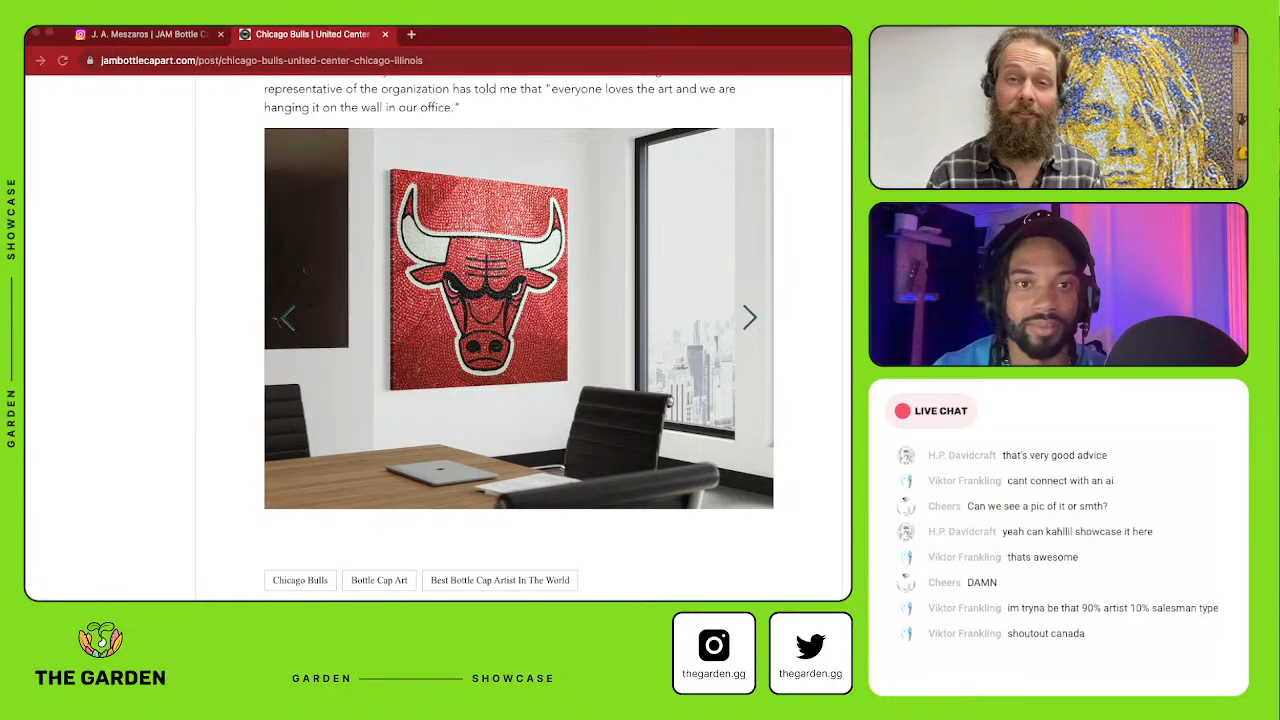 J. A. Meszaros | JAM Bottle C
Chicago Bulls | United Center
jambottlecapart.com/post/chicago-bulls-united-center-chicago-illinois
representative of the organization has told me that "everyone loves the art and we are
hanging it on the wall in our office."
Chicago Bulls
Bottle Cap Art
Best Bottle Cap Artist In The World
GARDEN SHOWCASE
LIVE CHAT
H.P. Davidcraft that's very good advice
Viktor Frankling cant connect with an ai
Cheers Can we see a pic of it or smth?
H.P. Davidcraft yeah can kahllil showcase it here
Viktor Frankling thats awesome
Cheers DAMN
Viktor Frankling im tryna be that 90% artist 10% salesman type
Viktor Frankling shoutout canada
THE GARDEN
GARDEN SHOWCASE
thegarden.gg
thegarden.gg